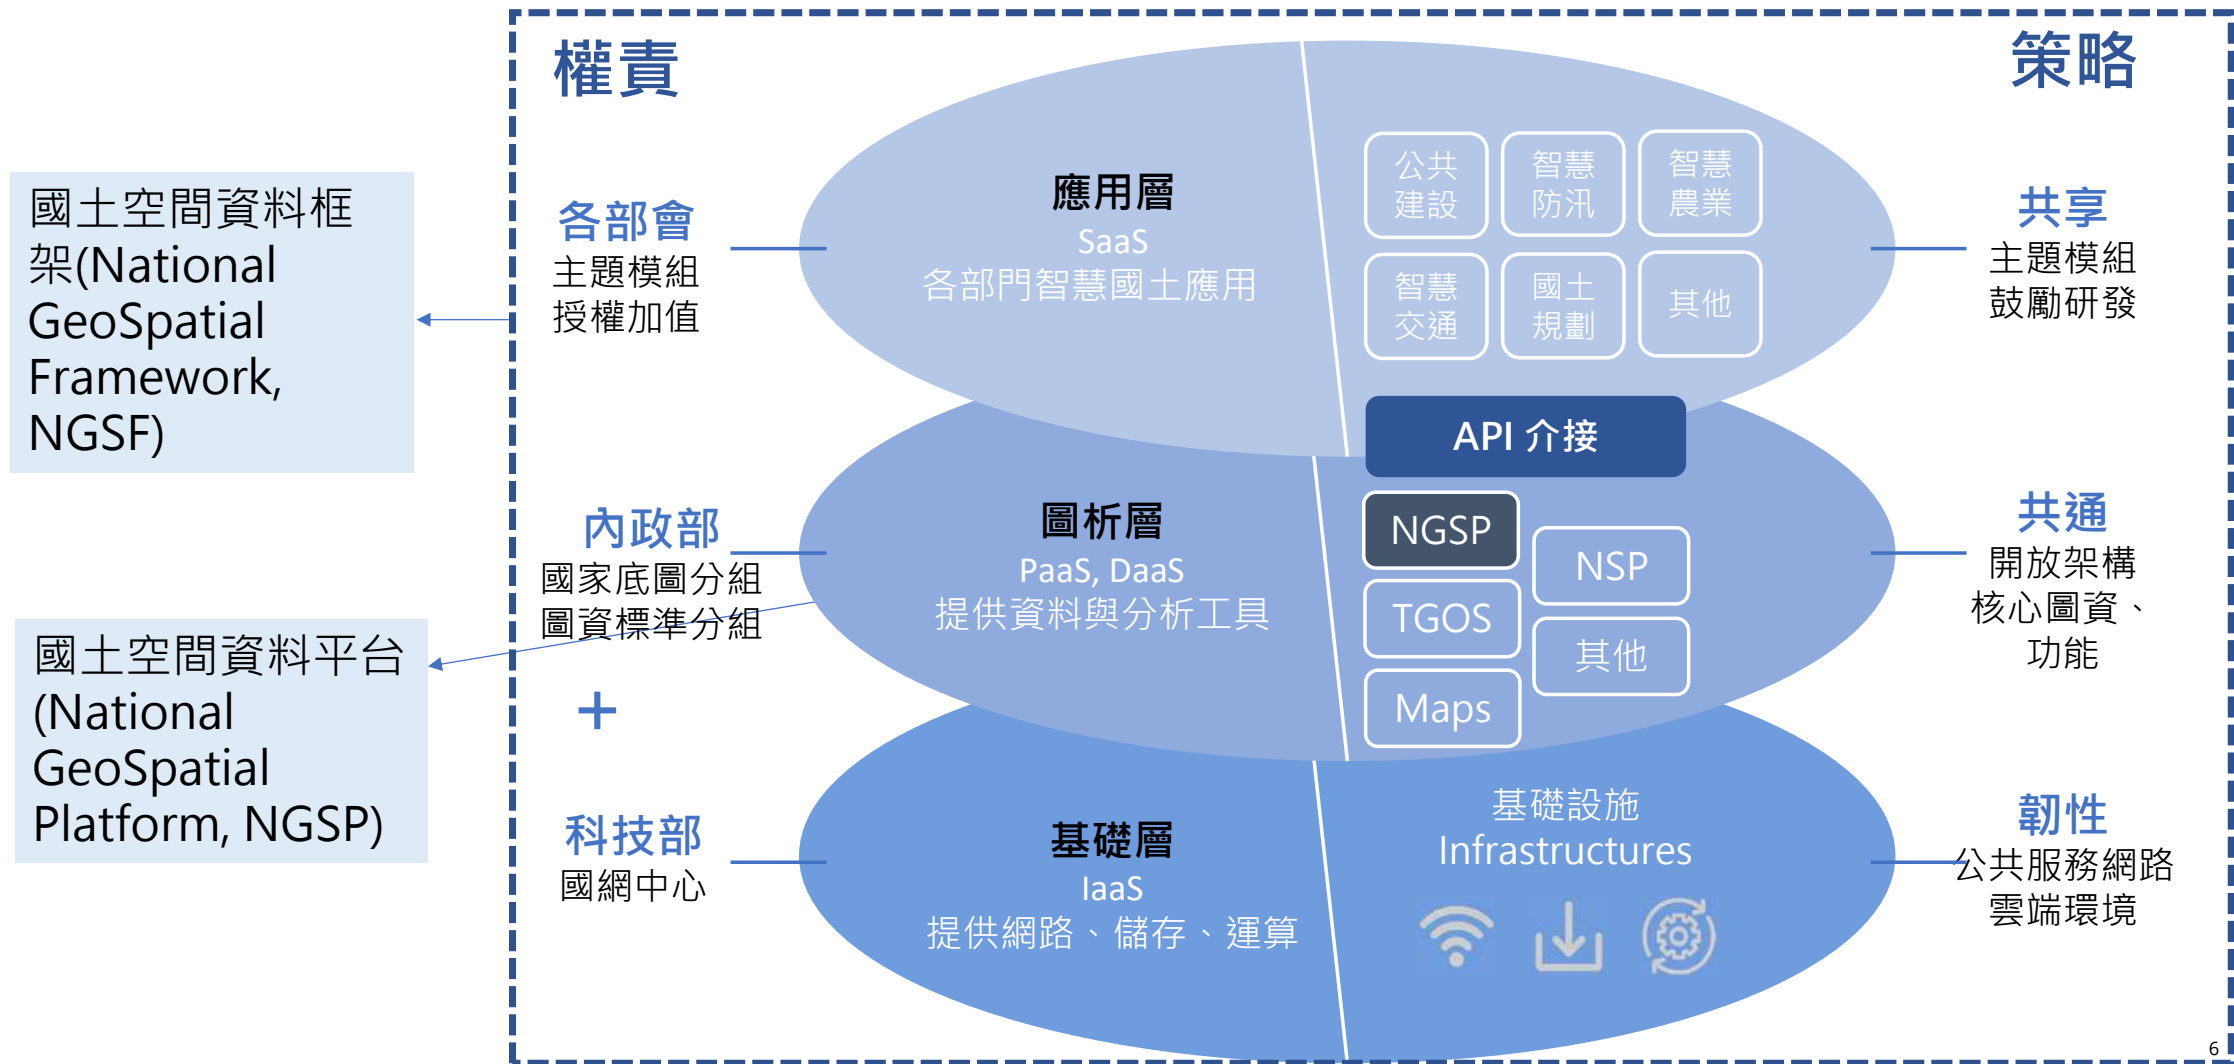 權責
策略
國土空間資料框
架(National
GeoSpatial
Framework,
NGSF)
各部會
主題模組
授權加值
應用層
SaaS
各部門智慧國土應用
公共
建設
智慧
防汛
智慧
農業
智慧
交通
國土
規劃
其他
共享
主題模組
鼓勵研發
API 介接
內政部
國家底圖分組
圖資標準分組
圖析層
PaaS, DaaS
提供資料與分析工具
NGSP
NSP
TGOS
其他
Maps
共通
開放架構
核心圖資、
功能
國土空間資料平台
(National
GeoSpatial
Platform, NGSP)
+
科技部
國網中心
基礎層
IaaS
提供網路、儲存、運算
基礎設施
Infrastructures
韌性
公共服務網路
雲端環境
6